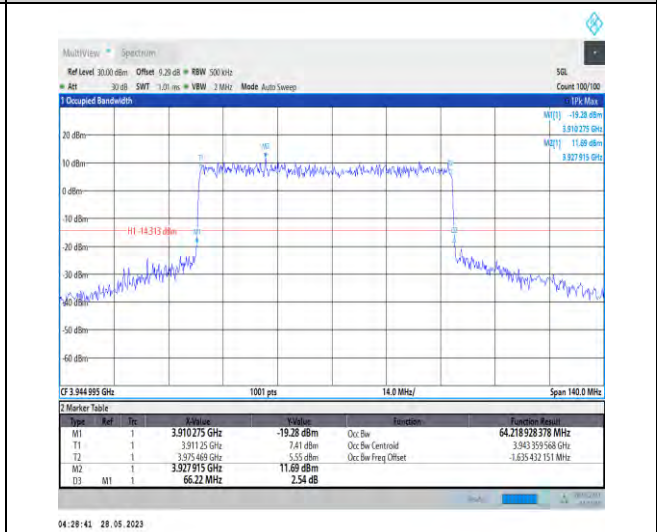 MultiView Spectrum
Ref Level 30.00 dBm Offset 9.29 dB RBW 500 kHz SGL
Att 30 dB SWT 1.01 ms VBW 2 MHz Mode Auto Sweep Count 100/100
1 Occupied Bandwidth 1Pk Max
M1[1] -19.28 dBm
3.910 275 GHz
M2[1] 11.69 dBm
3.927 915 GHz
20 dBm
M2
T1
10 dBm
0 dBm
-10 dBm
H1 -14.313 dBm
-20 dBm
-30 dBm
-40 dBm
-50 dBm
-60 dBm
CF 3.944 995 GHz 1001 pts 14.0 MHz/ Span 140.0 MHz
2 Marker Table
Type Ref Trc X-Value Y-Value Function Function Result
M1 1 3.910 275 GHz -19.28 dBm Occ Bw 64.218 928 378 MHz
T1 1 3.911 25 GHz 7.41 dBm Occ Bw Centroid 3.943 359 568 GHz
T2 1 3.975 469 GHz 5.55 dBm Occ Bw Freq Offset -1.635 432 151 MHz
M2 1 3.927 915 GHz 11.69 dBm
D3 M1 1 66.22 MHz 2.54 dB
04:28:41 28.05.2023